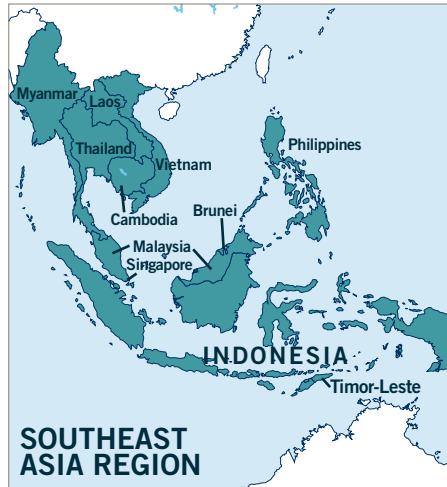 Myanmar
Laos
Thailand
Vietnam
Philippines
Cambodia
Brunei
Malaysia
Singapore
INDONESIA
Timor-Leste
SOUTHEAST
ASIA REGION